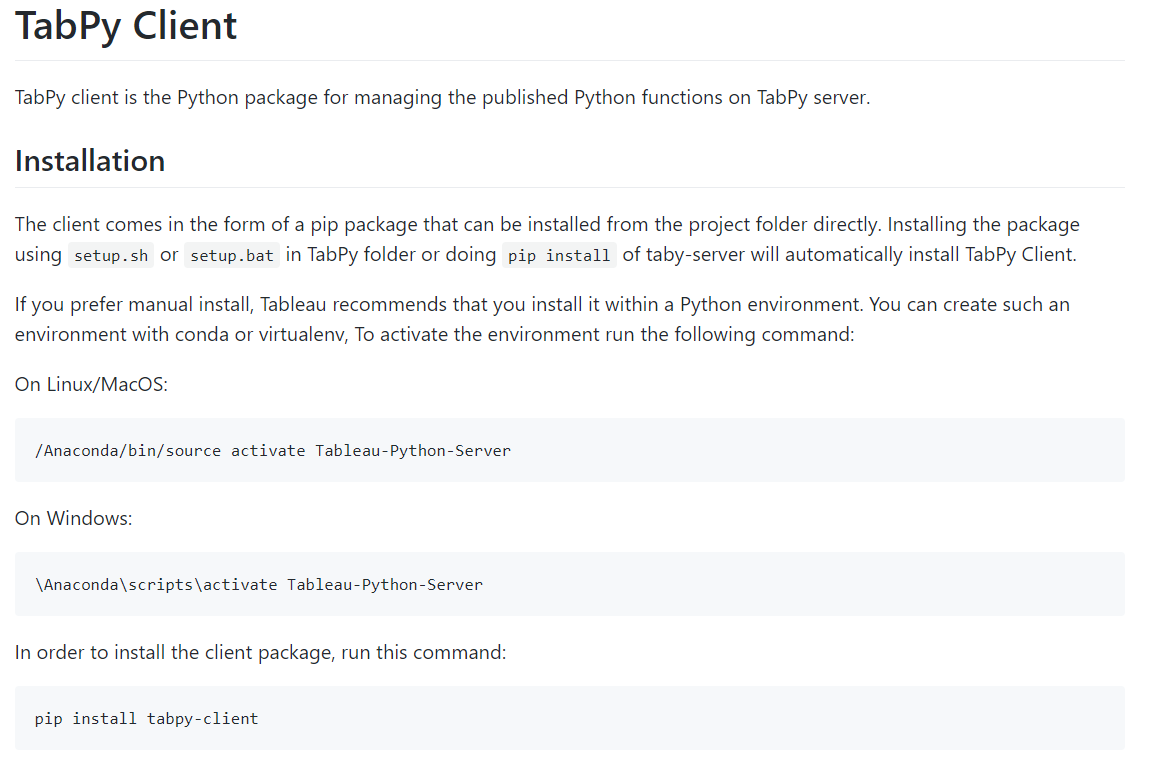 TabPy Client
TabPy client is the Python package for managing the published Python functions on TabPy server.
Installation
The client comes in the form of a pip package that can be installed from the project folder directly. Installing the package
using setup.sh or setup.bat in TabPy folder or doing pip install of taby-server will automatically install TabPy Client.
If you prefer manual install, Tableau recommends that you install it within a Python environment. You can create such an
environment with conda or virtualenv, To activate the environment run the following command:
On Linux/MacOS:
/Anaconda/bin/source activate Tableau-Python-Server
On Windows:
\Anaconda\scripts\activate Tableau-Python-Server
In order to install the client package, run this command:
pip install tabpy-client